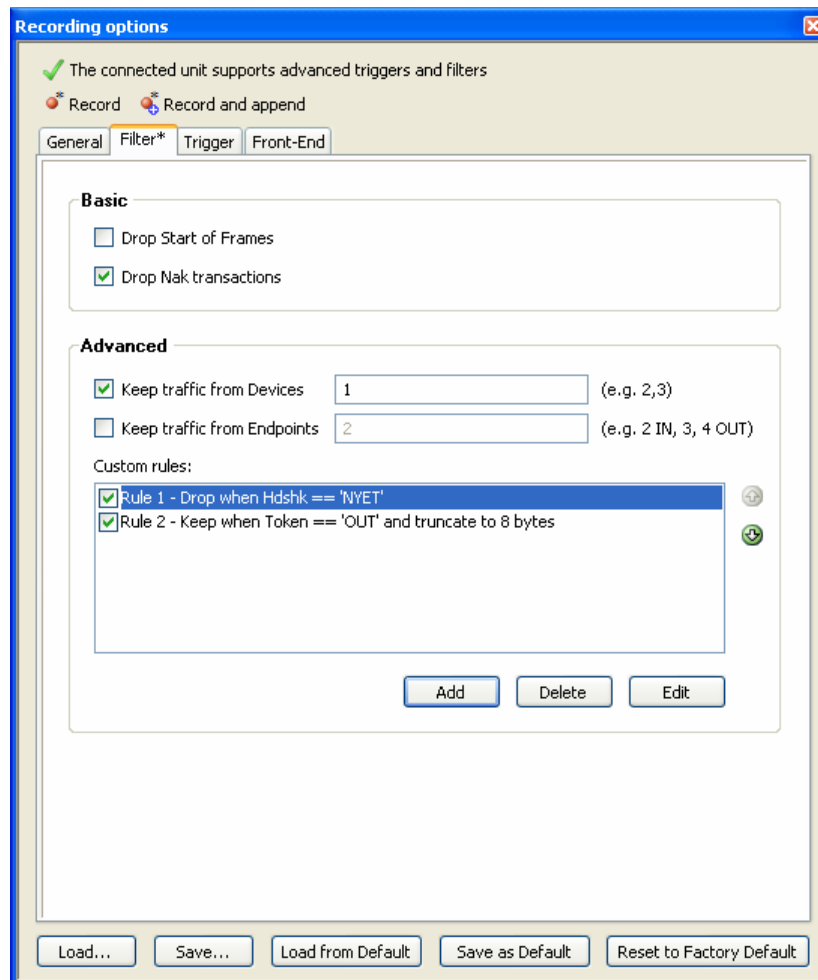 Recording options
The connected unit supports advanced triggers and filters
Record Record and append
General Filter* Trigger Front-End
Basic
Drop Start of Frames
Drop Nak transactions
Advanced
Keep traffic from Devices 1 (e.g. 2,3)
Keep traffic from Endpoints 2 (e.g. 2 IN, 3, 4 OUT)
Custom rules:
Rule 1 - Drop when Hdshk == 'NYET'
Rule 2 - Keep when Token == 'OUT' and truncate to 8 bytes
Add Delete Edit
Load... Save... Load from Default Save as Default Reset to Factory Default